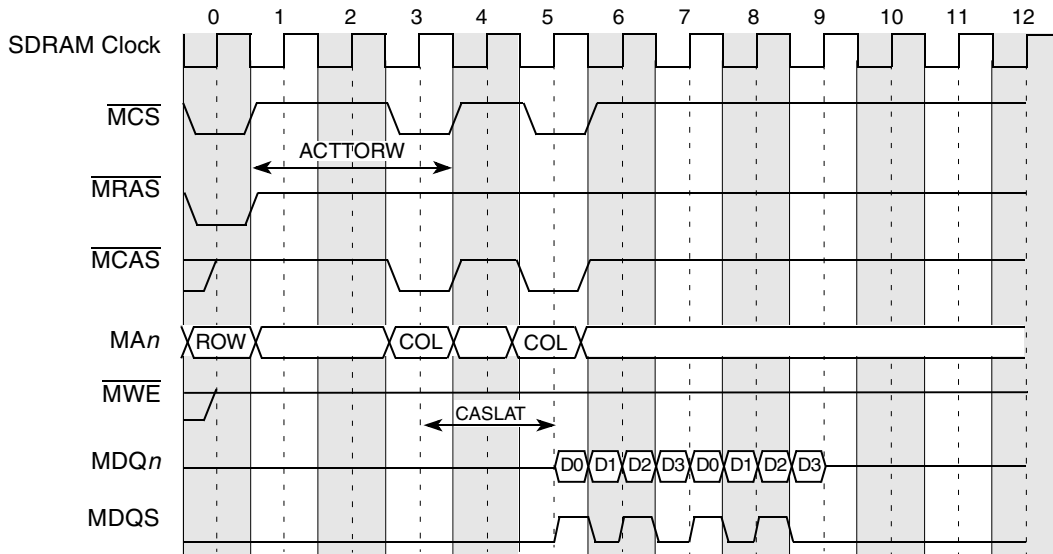 0 1 2 3 4 5 6 7 8 9 10 11 12
SDRAM Clock
MCS
ACTTORW
MRAS
MCAS
MAn ROW COL COL
MWE
CASLAT
MDQn D0 D1 D2 D3 D0 D1 D2 D3
MDQS